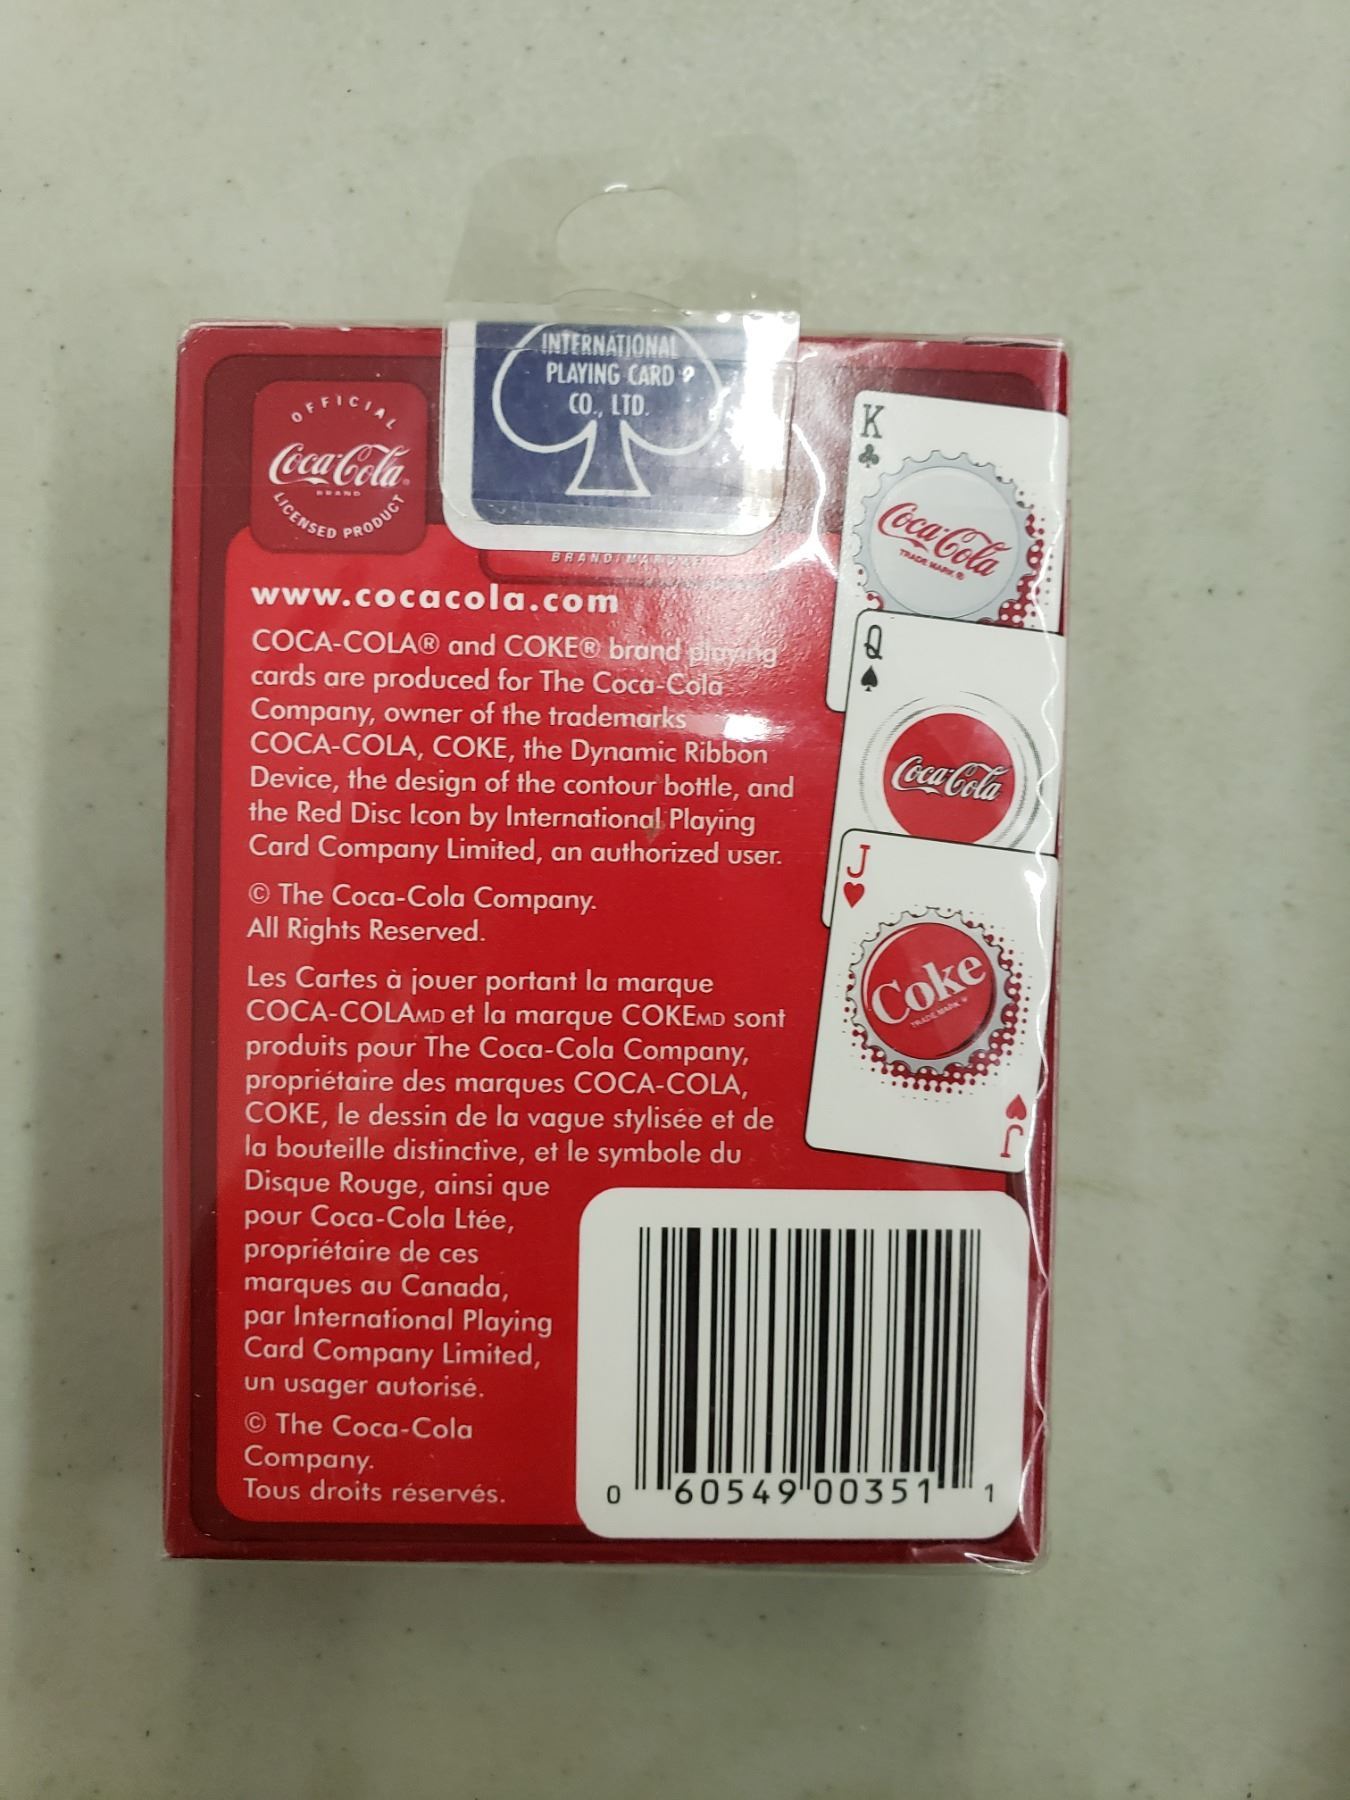 INTERNATIONAL
PLAYING CARD
CO., LTD.
OFFICIAL
Coca-Cola®
BRAND
LICENSED PRODUCT
www.cocacola.com
COCA-COLA® and COKE® brand playing
cards are produced for The Coca-Cola
Company, owner of the trademarks
COCA-COLA, COKE, the Dynamic Ribbon
Device, the design of the contour bottle, and
the Red Disc Icon by International Playing
Card Company Limited, an authorized user.
© The Coca-Cola Company.
All Rights Reserved.
Les Cartes à jouer portant la marque
COCA-COLAMD et la marque COKEMD sont
produits pour The Coca-Cola Company,
propriétaire des marques COCA-COLA,
COKE, le dessin de la vague stylisée et de
la bouteille distinctive, et le symbole du
Disque Rouge, ainsi que
pour Coca-Cola Ltée,
propriétaire de ces
marques au Canada,
par International Playing
Card Company Limited,
un usager autorisé.
© The Coca-Cola
Company.
Tous droits réservés.
K
Coca-Cola
TRADE MARK ®
Q
Coca-Cola
J
Coke
TRADE MARK ®
J
0 60549 00351 1